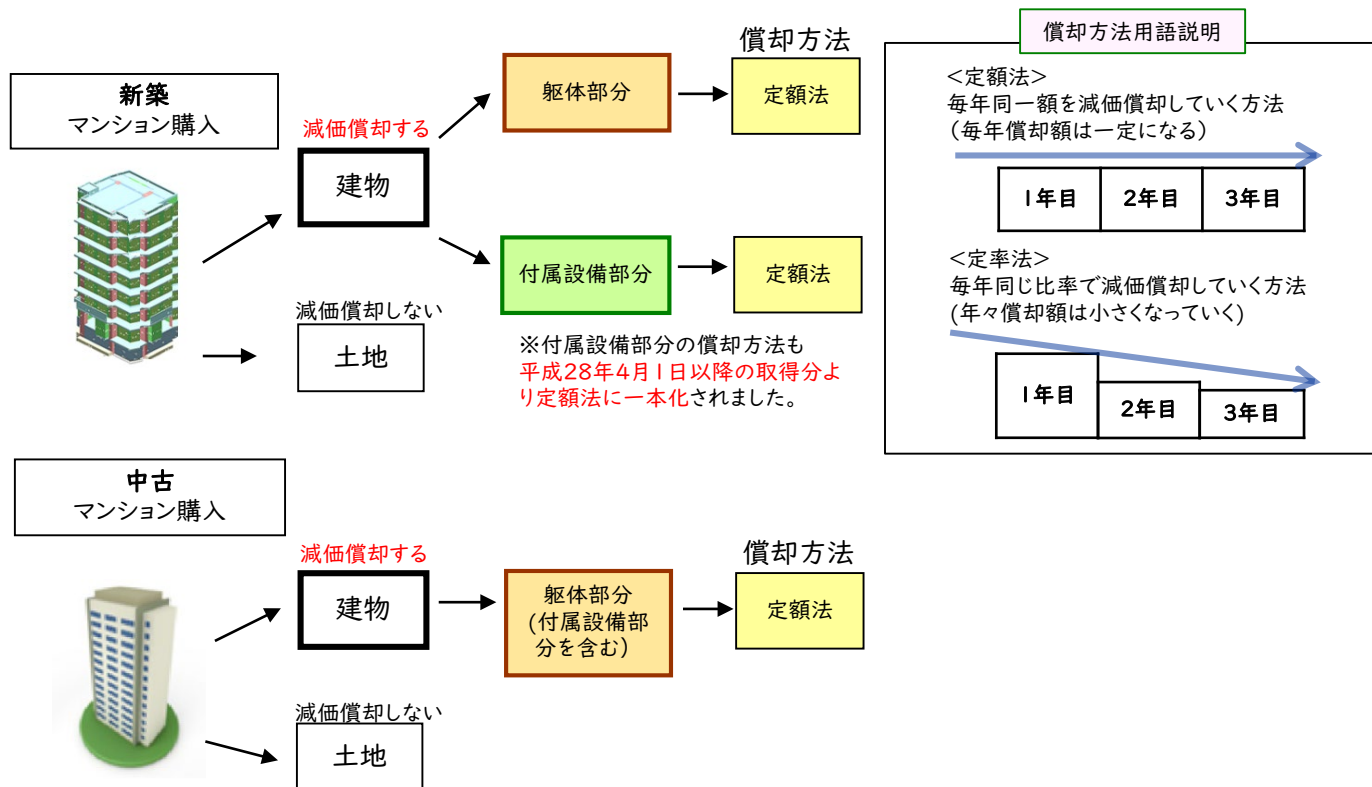 新築
マンション購入
減価償却する
建物
減価償却しない
土地
躯体部分
付属設備部分
償却方法
定額法
定額法
※付属設備部分の償却方法も
平成28年4月1日以降の取得分よ
り定額法に一本化されました。
償却方法用語説明
<定額法>
毎年同一額を減価償却していく方法
(毎年償却額は一定になる)
1年目 2年目 3年目
<定率法>
毎年同じ比率で減価償却していく方法
(年々償却額は小さくなっていく)
1年目 2年目 3年目
中古
マンション購入
減価償却する
建物
減価償却しない
土地
躯体部分
(付属設備部
分を含む)
償却方法
定額法